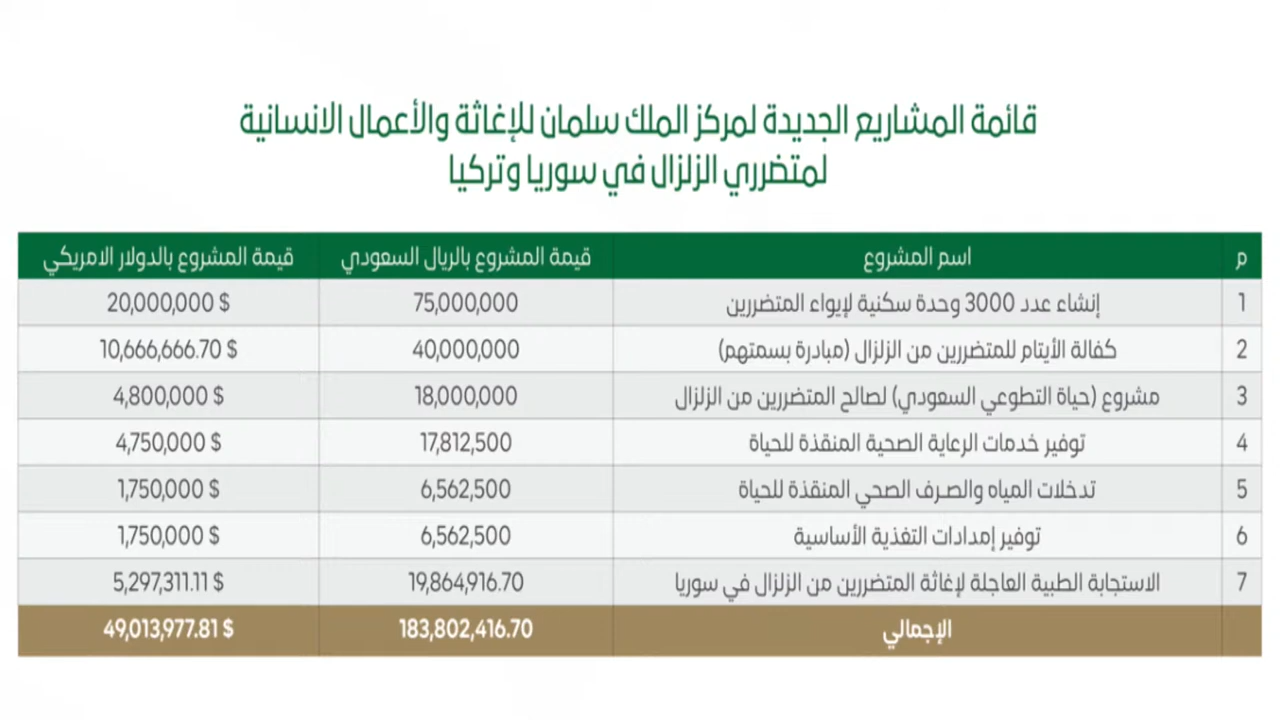 قائمة المشاريع الجديدة لمركز الملك سلمان للإغاثة والأعمال الانسانية
لمتضرري الزلزال في سوريا وتركيا
م اسم المشروع قيمة المشروع بالريال السعودي قيمة المشروع بالدولار الامريكي
1 إنشاء عدد 3000 وحدة سكنية لإيواء المتضررين 75,000,000 20,000,000 $
2 كفالة الأيتام للمتضررين من الزلزال (مبادرة بسمتهم) 40,000,000 10,666,666.70 $
3 مشروع (حياة التطوعي السعودي) لصالح المتضررين من الزلزال 18,000,000 4,800,000 $
4 توفير خدمات الرعاية الصحية المنقذة للحياة 17,812,500 4,750,000 $
5 تدخلات المياه والصرف الصحي المنقذة للحياة 6,562,500 1,750,000 $
6 توفير إمدادات التغذية الأساسية 6,562,500 1,750,000 $
7 الاستجابة الطبية العاجلة لإغاثة المتضررين من الزلزال في سوريا 19,864,916.70 5,297,311.11 $
الإجمالي 183,802,416.70 49,013,977.81 $